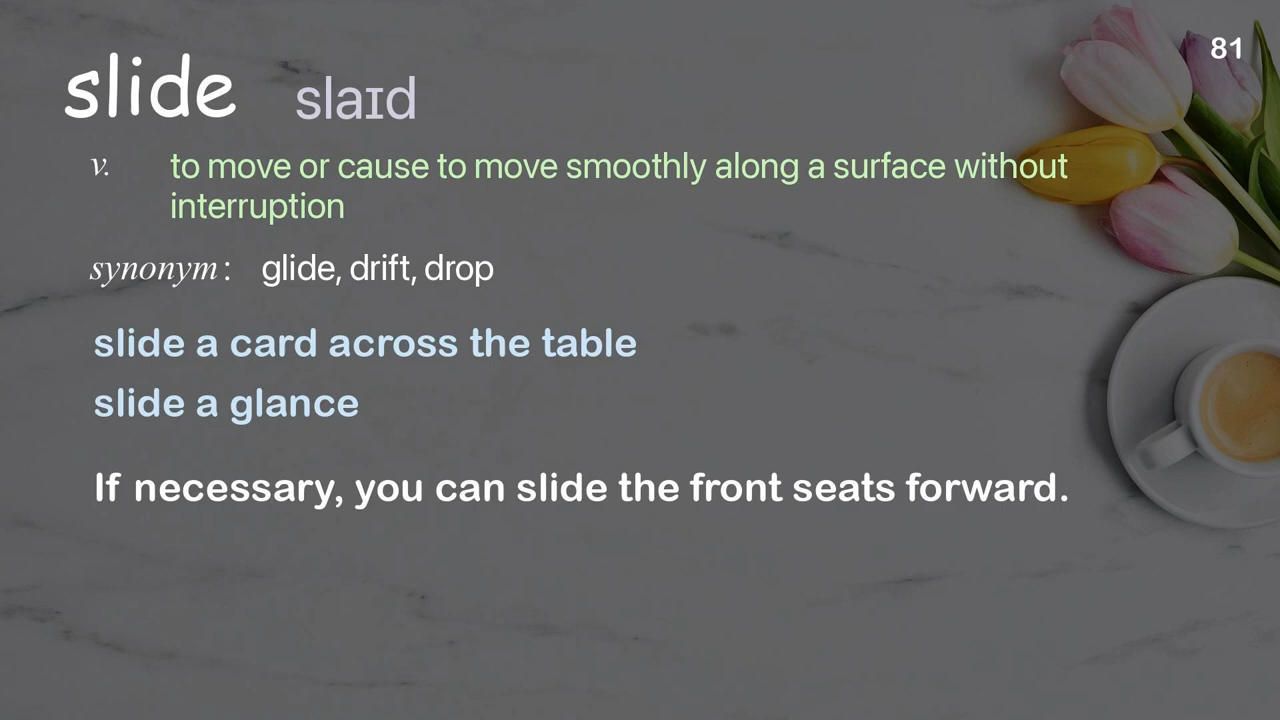 81
slide slaɪd
v. to move or cause to move smoothly along a surface without
interruption
synonym: glide, drift, drop
slide a card across the table
slide a glance
If necessary, you can slide the front seats forward.